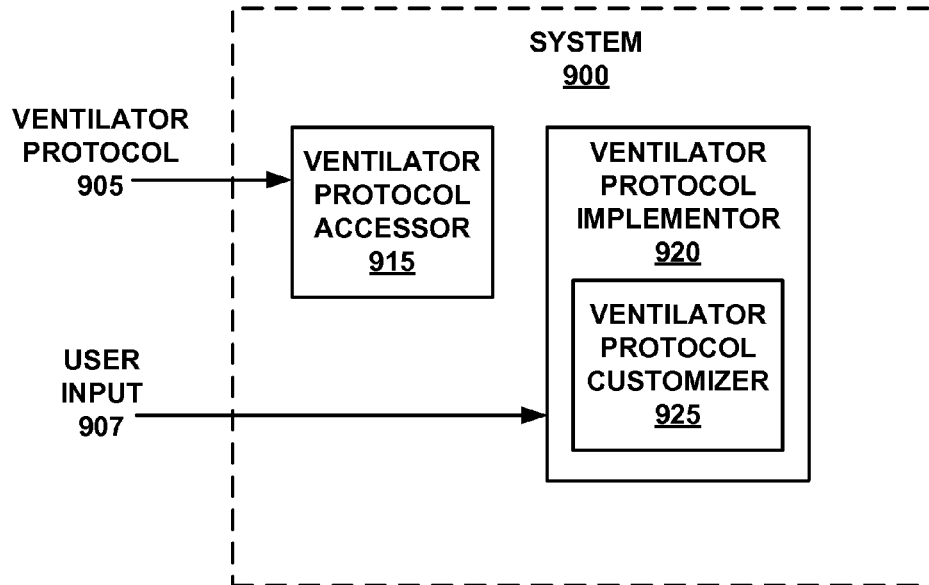 SYSTEM
900
VENTILATOR
PROTOCOL
905
VENTILATOR
PROTOCOL
ACCESSOR
915
VENTILATOR
PROTOCOL
IMPLEMENTOR
920
VENTILATOR
PROTOCOL
CUSTOMIZER
925
USER
INPUT
907